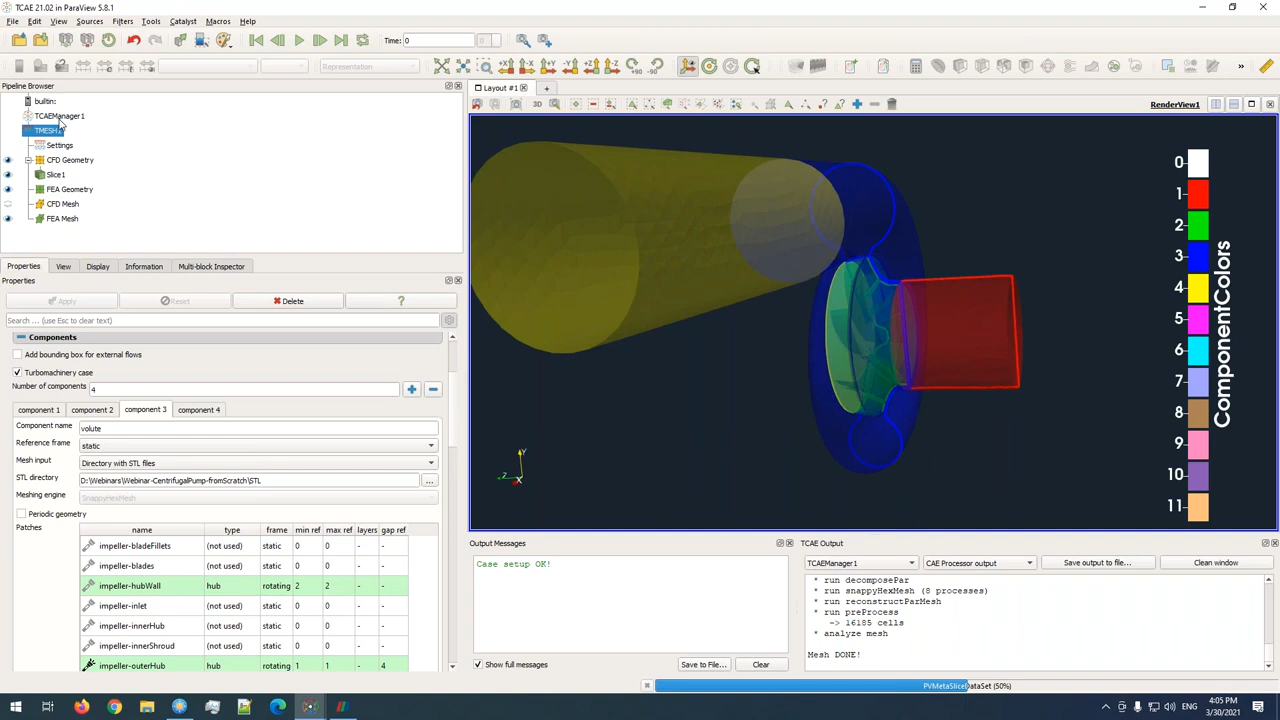 TCAE 21.02 in ParaView 5.8.1
File Edit View Sources Filters Tools Catalyst Macros Help
Time: 0 0
Representation
+X -X +Y -Y +Z -Z +90 -90
Pipeline Browser
builtin:
TCAEManager1
TMESH
Settings
CFD Geometry
Slice1
FEA Geometry
CFD Mesh
FEA Mesh
Properties View Display Information Multi-block Inspector
Properties
Apply Reset Delete ?
Search ... (use Esc to clear text)
Components
Add bounding box for external flows
Turbomachinery case
Number of components 4
component 1 component 2 component 3 component 4
Component name volute
Reference frame static
Mesh input Directory with STL files
STL directory D:\Webinars\Webinar-CentrifugalPump-fromScratch\STL ...
Meshing engine SnappyHexMesh
Periodic geometry
Patches name type frame min ref max ref layers gap ref
impeller-bladeFillets (not used) static 0 0 - -
impeller-blades (not used) static 0 0 - -
impeller-hubWall hub rotating 2 2 - -
impeller-inlet (not used) static 0 0 - -
impeller-innerHub (not used) static 0 0 - -
impeller-innerShroud (not used) static 0 0 - -
impeller-outerHub hub rotating 1 1 - 4
Layout #1
3D
RenderView1
0
1
2
3
4
5
6
7
8
9
10
11
ComponentColors
Y
Z
X
Output Messages
Case setup OK!
Show full messages Save to File... Clear
TCAE Output
TCAEManager1 CAE Processor output Save output to file... Clean window
* run decomposePar
* run snappyHexMesh (8 processes)
* run reconstructParMesh
* run preProcess
-> 16185 cells
* analyze mesh
Mesh DONE!
PVMetaSliceDataSet (50%)
ENG
4:05 PM
3/30/2021